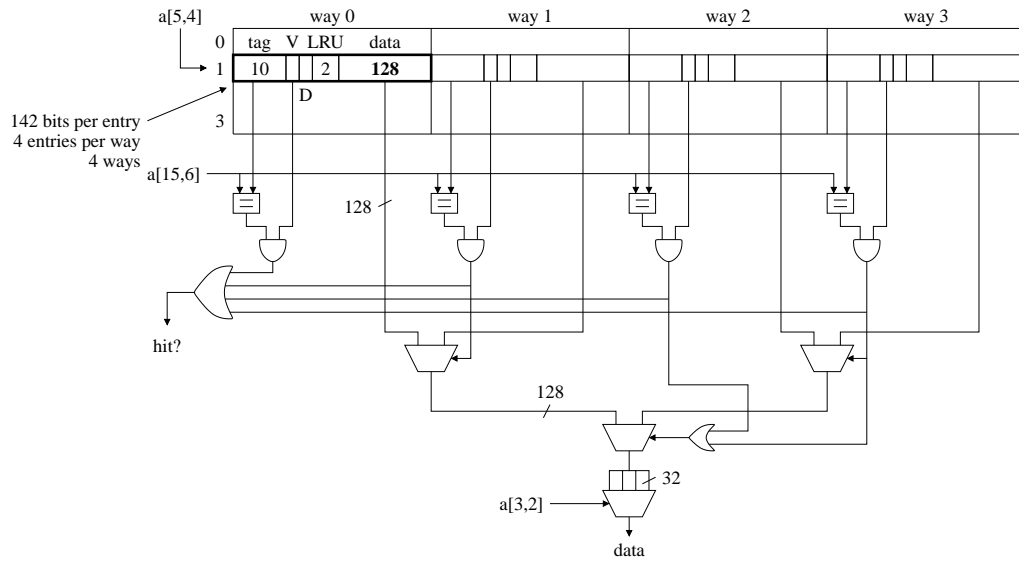 a[5,4]
way 0 way 1 way 2 way 3
0 tag V LRU data
1 10 2 128
D
142 bits per entry
4 entries per way
4 ways
3
a[15,6]
128
hit?
128
32
a[3,2]
data